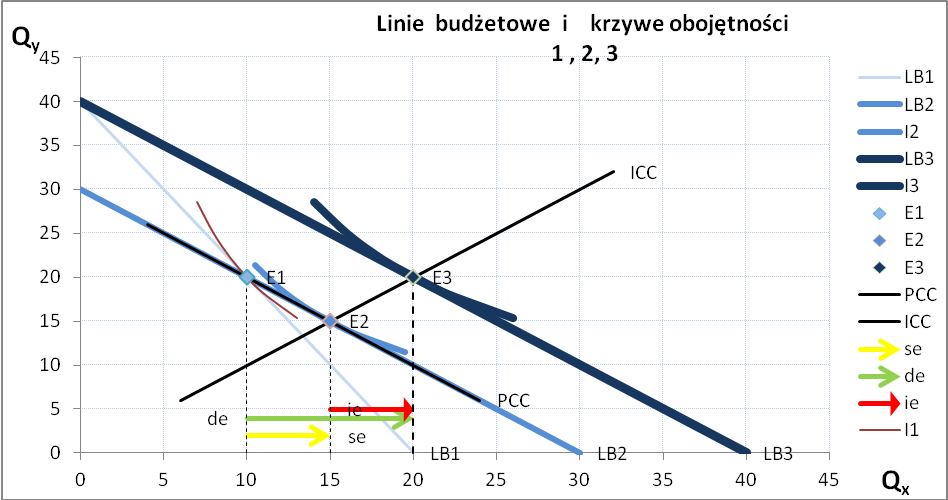 Linie budżetowe i krzywe obojętności
1 , 2, 3
Qy
45
40
35
30
25
20
15
10
5
0
0 5 10 15 20 25 30 35 40 45
Qx
ICC
E1
E2
E3
PCC
de
ie
se
LB1
LB2
LB3
LB1
LB2
I2
LB3
I3
E1
E2
E3
PCC
ICC
se
de
ie
I1